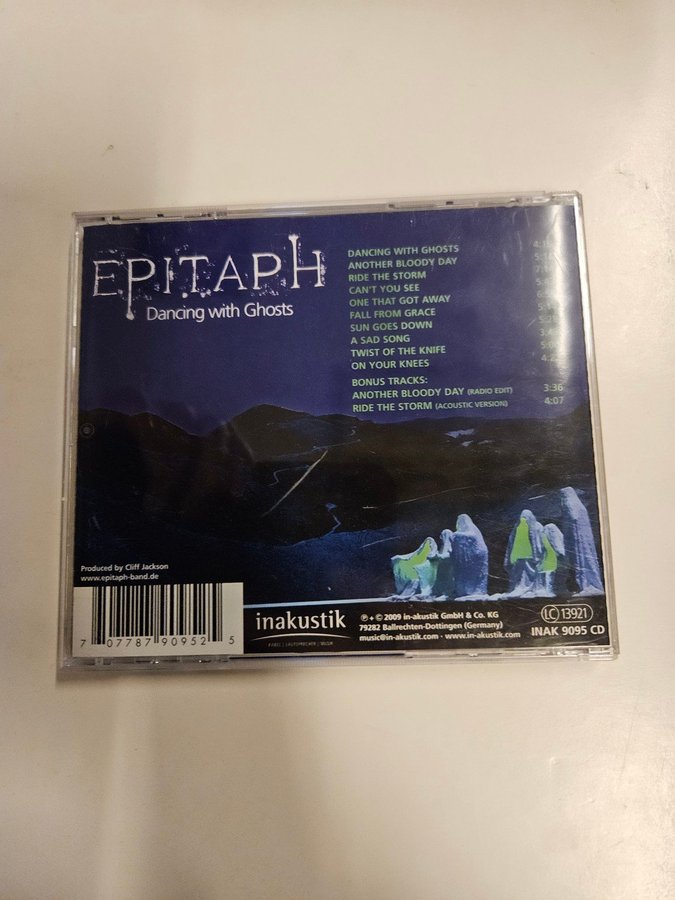 EPITAPH
Dancing with Ghosts
DANCING WITH GHOSTS
ANOTHER BLOODY DAY
RIDE THE STORM
CAN'T YOU SEE
ONE THAT GOT AWAY
FALL FROM GRACE
SUN GOES DOWN
A SAD SONG
TWIST OF THE KNIFE
ON YOUR KNEES
BONUS TRACKS:
ANOTHER BLOODY DAY (RADIO EDIT) 3:36
RIDE THE STORM (ACOUSTIC VERSION) 4:07
Produced by Cliff Jackson
www.epitaph-band.de
7 07787 90952 5
inakustik
KABEL | LAUTSPRECHER | MUSIK
℗ + © 2009 in-akustik GmbH & Co. KG
79282 Ballrechten-Dottingen (Germany)
music@in-akustik.com · www.in-akustik.com
LC 13921
INAK 9095 CD